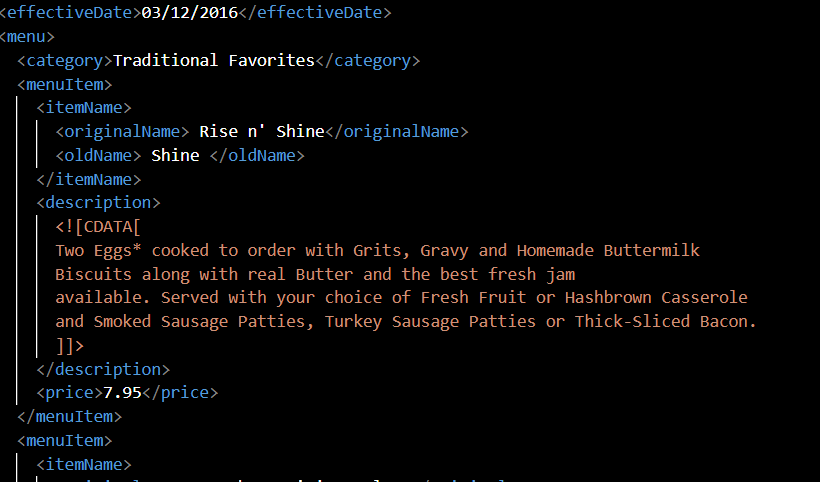 <effectiveDate>03/12/2016</effectiveDate>
<menu>
<category>Traditional Favorites</category>
<menuItem>
<itemName>
<originalName> Rise n' Shine</originalName>
<oldName> Shine </oldName>
</itemName>
<description>
<![CDATA[
Two Eggs* cooked to order with Grits, Gravy and Homemade Buttermilk
Biscuits along with real Butter and the best fresh jam
available. Served with your choice of Fresh Fruit or Hashbrown Casserole
and Smoked Sausage Patties, Turkey Sausage Patties or Thick-Sliced Bacon.
]]>
</description>
<price>7.95</price>
</menuItem>
<menuItem>
<itemName>